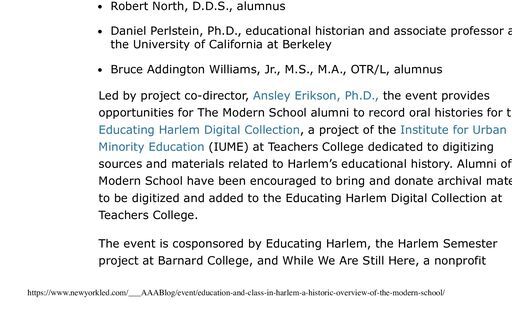 • Robert North, D.D.S., alumnus
• Daniel Perlstein, Ph.D., educational historian and associate professor a
the University of California at Berkeley
• Bruce Addington Williams, Jr., M.S., M.A., OTR/L, alumnus
Led by project co-director, Ansley Erikson, Ph.D., the event provides
opportunities for The Modern School alumni to record oral histories for t
Educating Harlem Digital Collection, a project of the Institute for Urban
Minority Education (IUME) at Teachers College dedicated to digitizing
sources and materials related to Harlem’s educational history. Alumni of
Modern School have been encouraged to bring and donate archival mate
to be digitized and added to the Educating Harlem Digital Collection at
Teachers College.
The event is cosponsored by Educating Harlem, the Harlem Semester
project at Barnard College, and While We Are Still Here, a nonprofit
https://www.newyorkled.com/___AAABlog/event/education-and-class-in-harlem-a-historic-overview-of-the-modern-school/